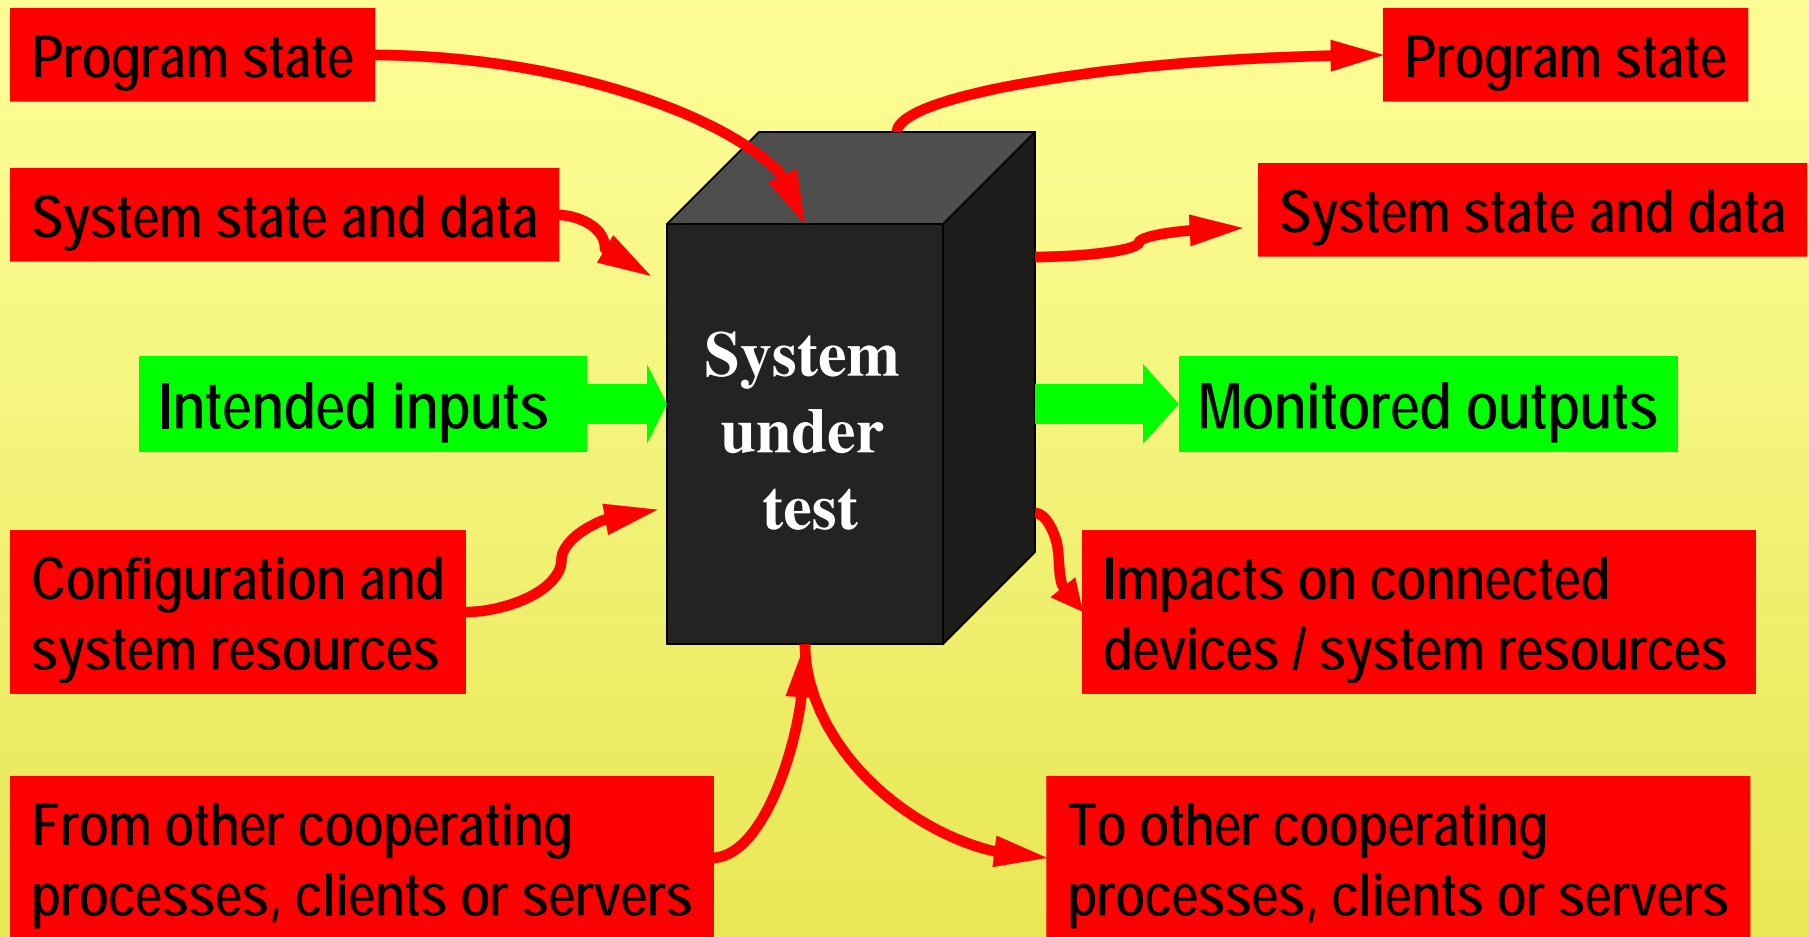 Program state
Program state
System state and data
System state and data
System
under
test
Intended inputs
Monitored outputs
Configuration and
system resources
Impacts on connected
devices / system resources
From other cooperating
processes, clients or servers
To other cooperating
processes, clients or servers